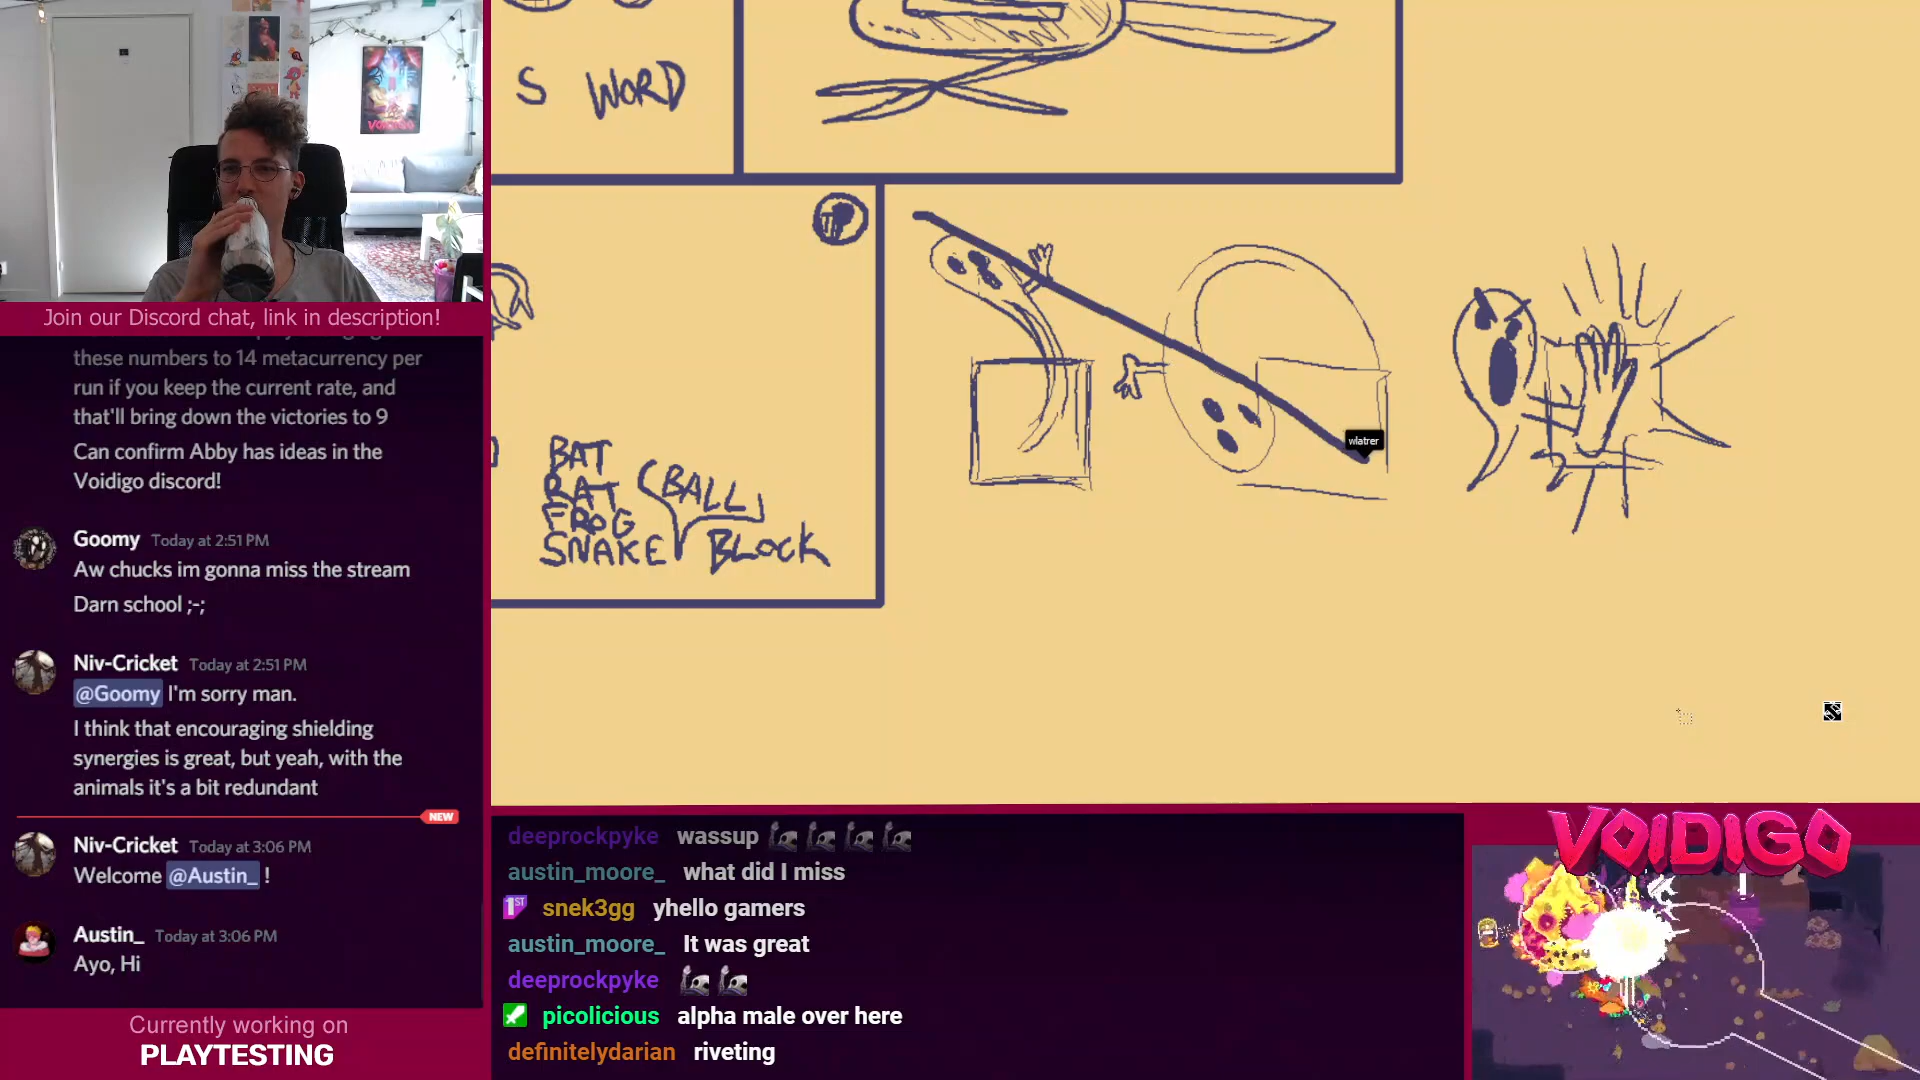 VOIDIGO
Join our Discord chat, link in description!
these numbers to 14 metacurrency per
run if you keep the current rate, and
that'll bring down the victories to 9
Can confirm Abby has ideas in the
Voidigo discord!
Goomy Today at 2:51 PM
Aw chucks im gonna miss the stream
Darn school ;-;
Niv-Cricket Today at 2:51 PM
@Goomy I'm sorry man.
I think that encouraging shielding
synergies is great, but yeah, with the
animals it's a bit redundant
NEW
Niv-Cricket Today at 3:06 PM
Welcome @Austin_ !
Austin_ Today at 3:06 PM
Ayo, Hi
Currently working on
PLAYTESTING
S WORD
BAT
RAT
FROG
SNAKE
BALL
BLOCK
wlatrer
deeprockpyke wassup
austin_moore_ what did I miss
1ST snek3gg yhello gamers
austin_moore_ It was great
deeprockpyke
picolicious alpha male over here
definitelydarian riveting
VOIDIGO